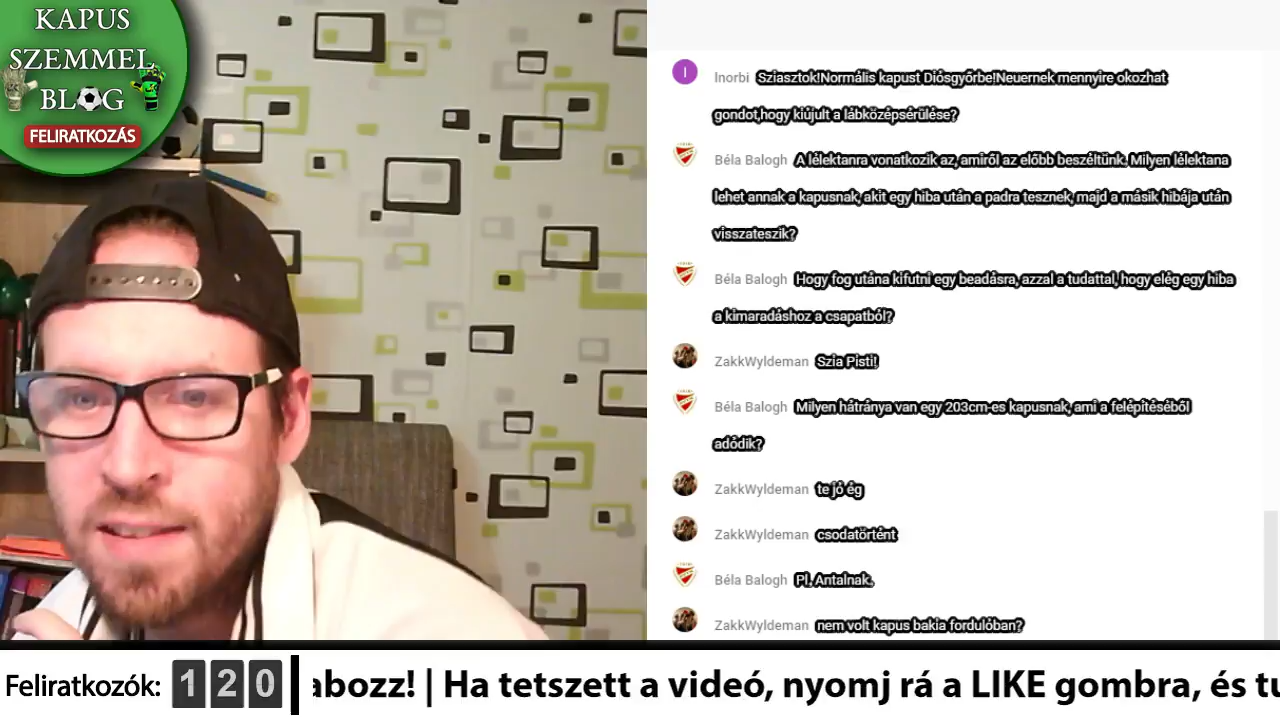 KAPUS
SZEMMEL
BLOG
FELIRATKOZÁS
I
Inorbi Sziasztok!Normális kapust Diósgyőrbe!Neuernek mennyire okozhat
gondot,hogy kiújult a lábközépsérülése?
Béla Balogh A lélektanra vonatkozik az, amiről az előbb beszéltünk. Milyen lélektana
lehet annak a kapusnak, akit egy hiba után a padra tesznek, majd a másik hibája után
visszateszik?
Béla Balogh Hogy fog utána kifutni egy beadásra, azzal a tudattal, hogy elég egy hiba
a kimaradáshoz a csapatból?
ZakkWyldeman Szia Pisti!
Béla Balogh Milyen hátránya van egy 203cm-es kapusnak, ami a felépítéséből
adódik?
ZakkWyldeman te jó ég
ZakkWyldeman csodatörtént
Béla Balogh Pl. Antalnak.
ZakkWyldeman nem volt kapus bakia fordulóban?
Feliratkozók: 120 abozz! | Ha tetszett a videó, nyomj rá a LIKE gombra, és tu